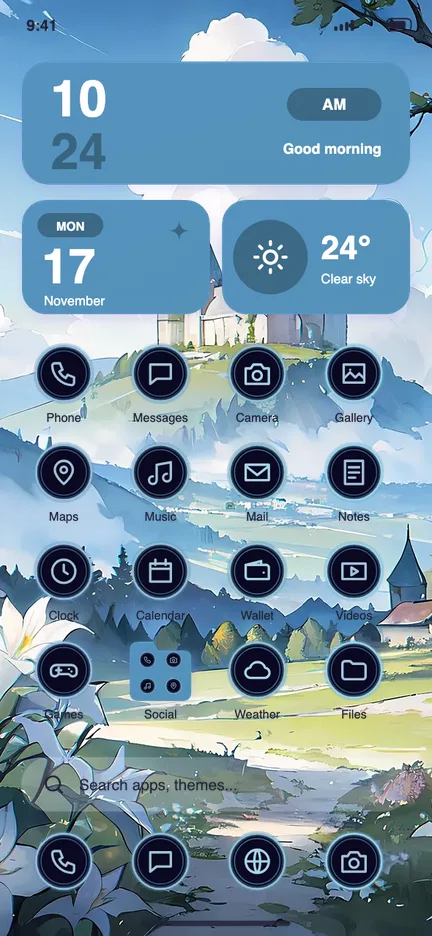 9:41
10
24
AM
Good morning
MON
17
November
24°
Clear sky
Phone
Messages
Camera
Gallery
Maps
Music
Mail
Notes
Clock
Calendar
Wallet
Videos
Games
Social
Weather
Files
Search apps, themes...